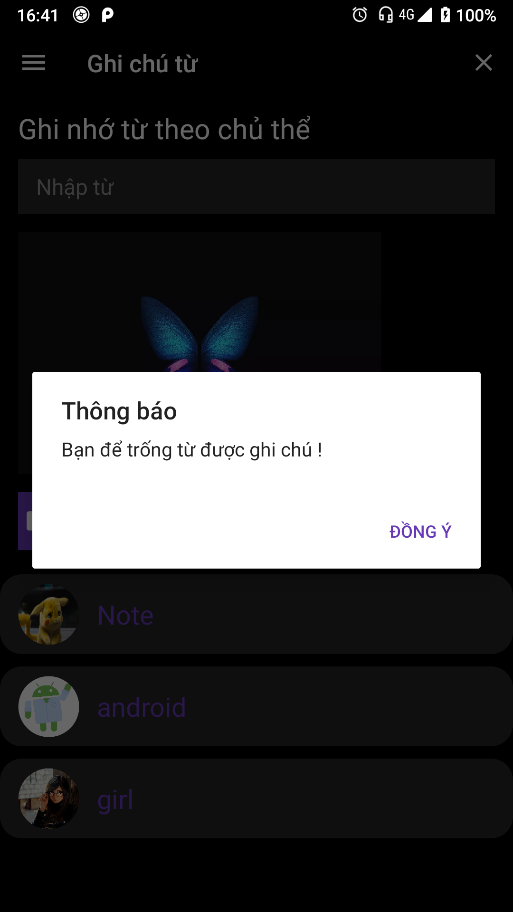 16:41 4G 100%
Ghi chú từ
Ghi nhớ từ theo chủ thể
Nhập từ
Thông báo
Bạn để trống từ được ghi chú !
ĐỒNG Ý
Note
android
girl